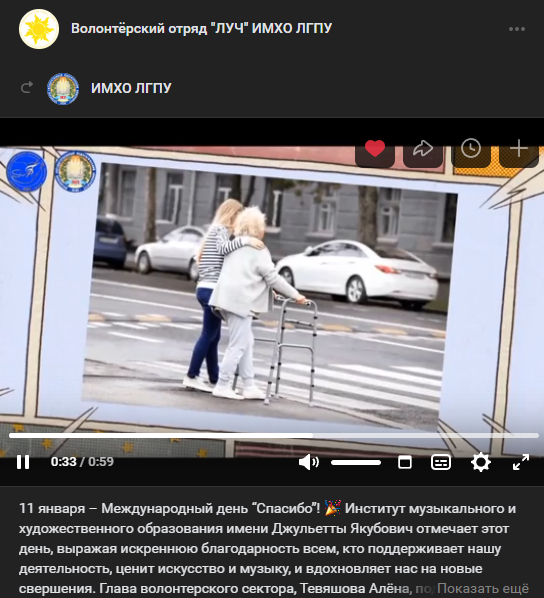 Волонтёрский отряд "ЛУЧ" ИМХО ЛГПУ
ИМХО ЛГПУ
0:33 / 0:59
11 января – Международный день “Спасибо”! 🎉 Институт музыкального и
художественного образования имени Джульетты Якубович отмечает этот
день, выражая искреннюю благодарность всем, кто поддерживает нашу
деятельность, ценит искусство и музыку, и вдохновляет нас на новые
свершения. Глава волонтерского сектора, Тевяшова Алёна, по Показать ещё